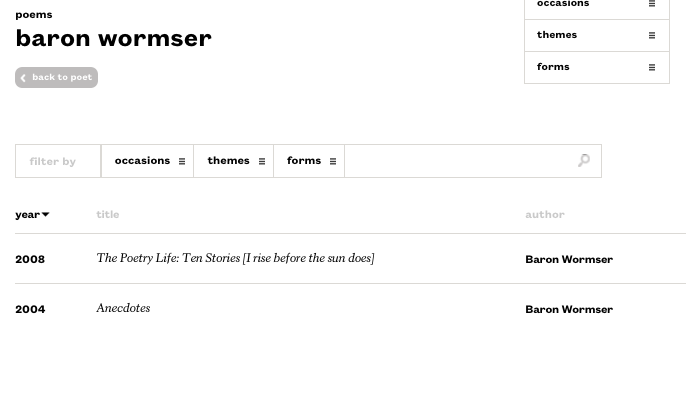 poems
baron wormser
back to poet
occasions
themes
forms
filter by occasions themes forms
year title author
2008 The Poetry Life: Ten Stories [I rise before the sun does] Baron Wormser
2004 Anecdotes Baron Wormser